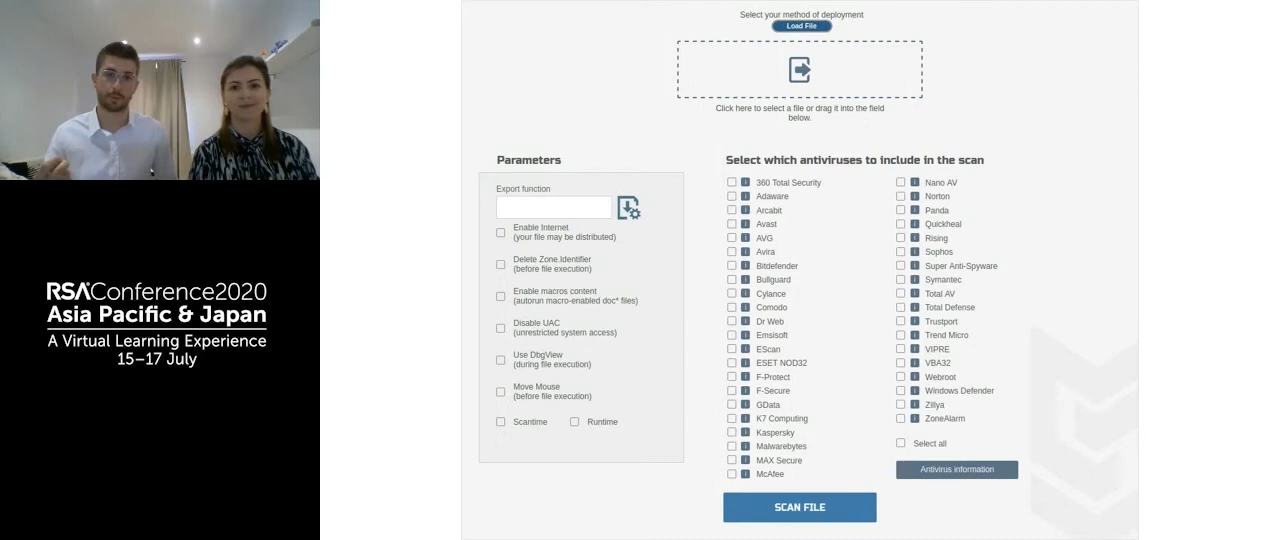 RSAConference2020
Asia Pacific & Japan
A Virtual Learning Experience
15–17 July
Select your method of deployment
Load File
Click here to select a file or drag it into the field
below.
Parameters
Export function
Enable Internet
(your file may be distributed)
Delete Zone.Identifier
(before file execution)
Enable macros content
(autorun macro-enabled doc* files)
Disable UAC
(unrestricted system access)
Use DbgView
(during file execution)
Move Mouse
(before file execution)
Scantime Runtime
Select which antiviruses to include in the scan
360 Total Security
Adaware
Arcabit
Avast
AVG
Avira
Bitdefender
Bullguard
Cylance
Comodo
Dr Web
Emsisoft
EScan
ESET NOD32
F-Protect
F-Secure
GData
K7 Computing
Kaspersky
Malwarebytes
MAX Secure
McAfee
Nano AV
Norton
Panda
Quickheal
Rising
Sophos
Super Anti-Spyware
Symantec
Total AV
Total Defense
Trustport
Trend Micro
VIPRE
VBA32
Webroot
Windows Defender
Zillya
ZoneAlarm
Select all
Antivirus information
SCAN FILE